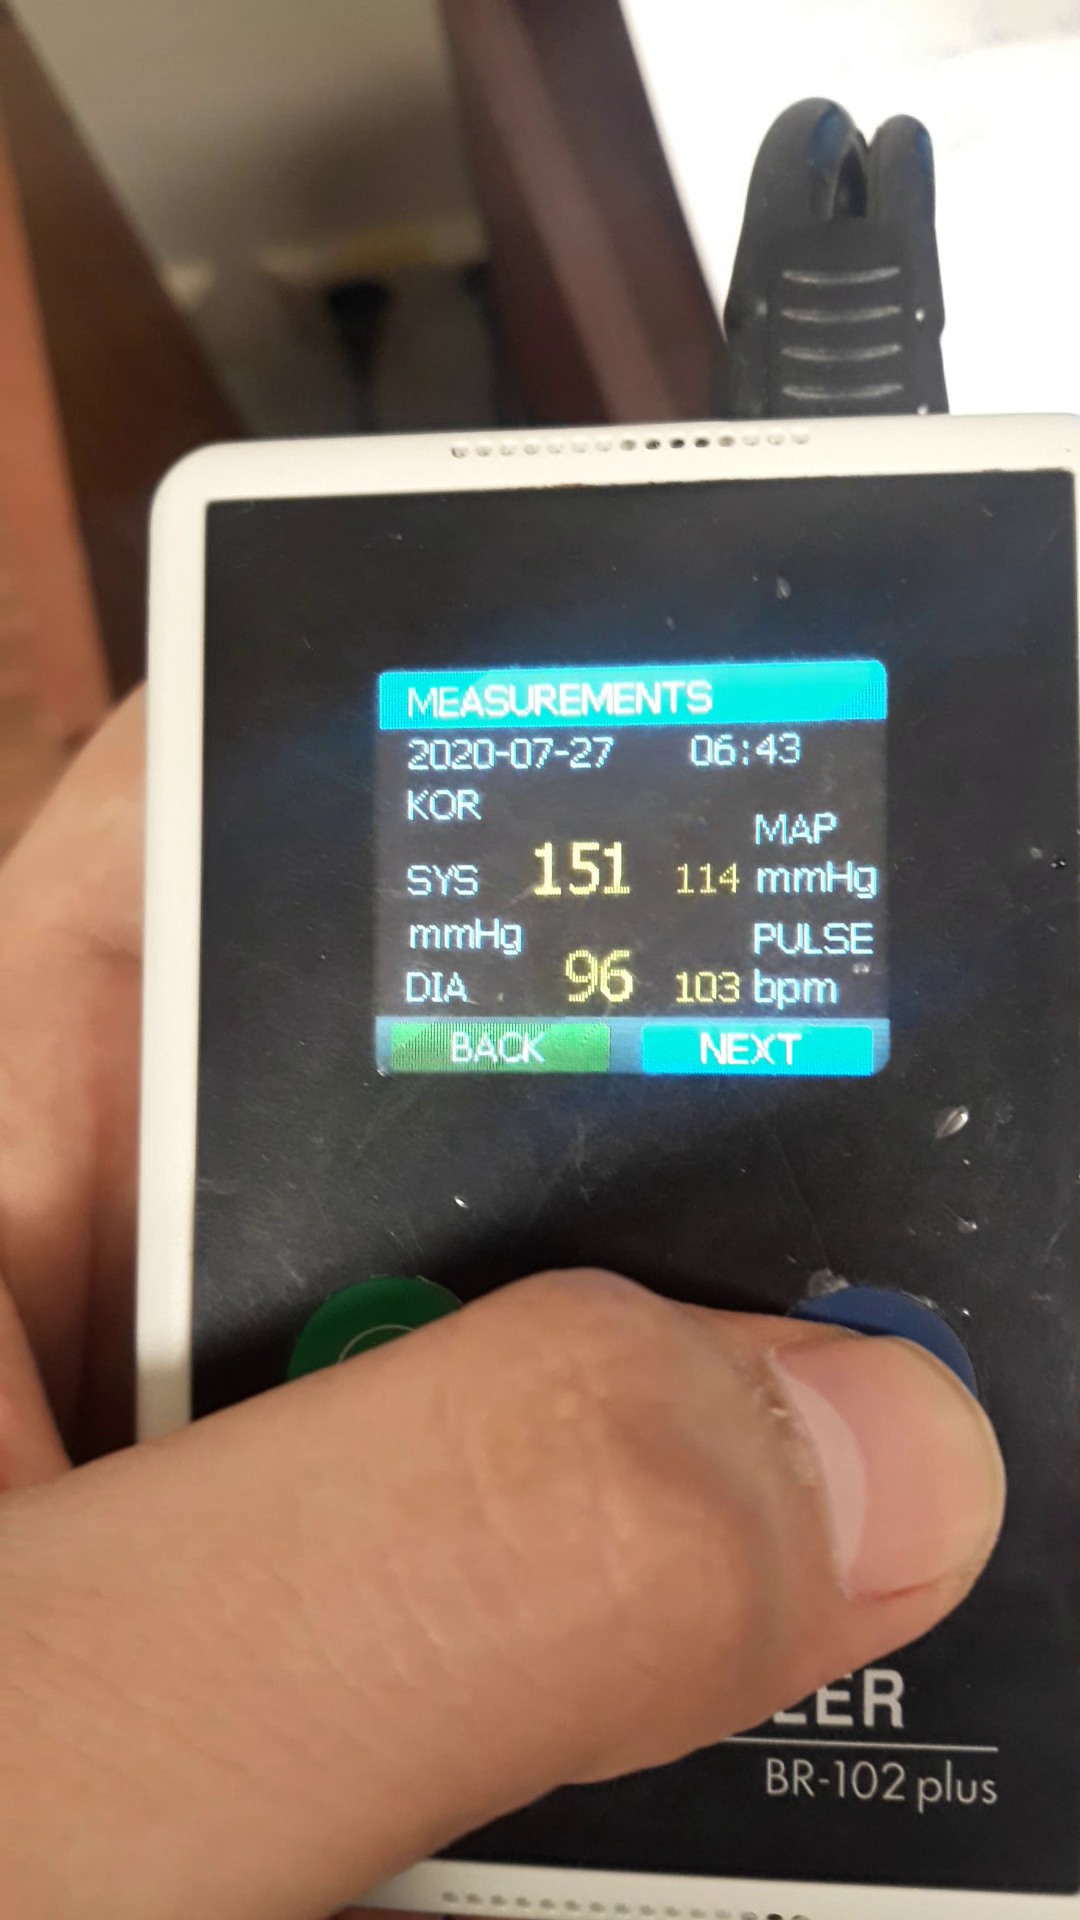 MEASUREMENTS
2020-07-27 06:43
KOR
MAP
SYS 151 114 mmHg
mmHg PULSE
DIA 96 103 bpm
BACK NEXT
BR-102 plus